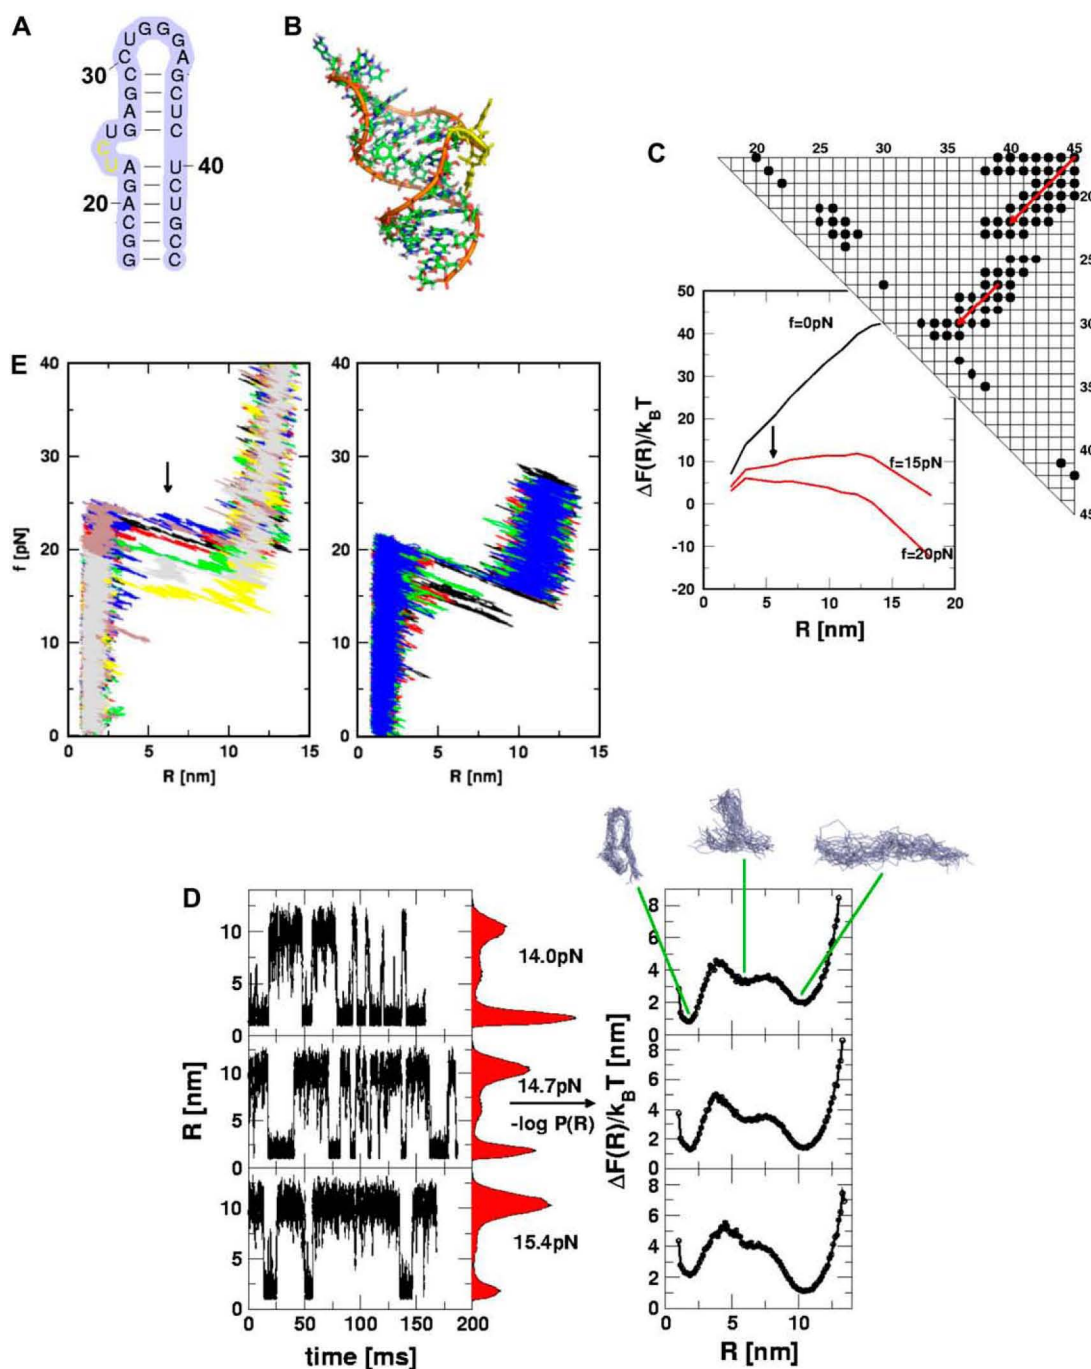 A
U G G G A
C G
30 C C
G U
A C
U G
C
U A U 40
G C
20 A U
C G
G C
G C
B
C
20 25 30 35 40 45
20
25
30
35
40
45
50
40
30
20
10
0
-10
-20
ΔF(R)/k_BT
f=0pN
f=15pN
f=20pN
0 5 10 15 20
R [nm]
E
40
30
20
10
0
f [pN]
0 5 10 15
R [nm]
40
30
20
10
0
0 5 10 15
R [nm]
D
10
5
0
14.0pN
10
5
0
14.7pN
-log P(R)
10
5
0
15.4pN
R [nm]
0 50 100 150 200
time [ms]
8
6
4
2
0
8
6
4
2
0
8
6
4
2
0
ΔF(R)/k_BT [nm]
0 5 10
R [nm]